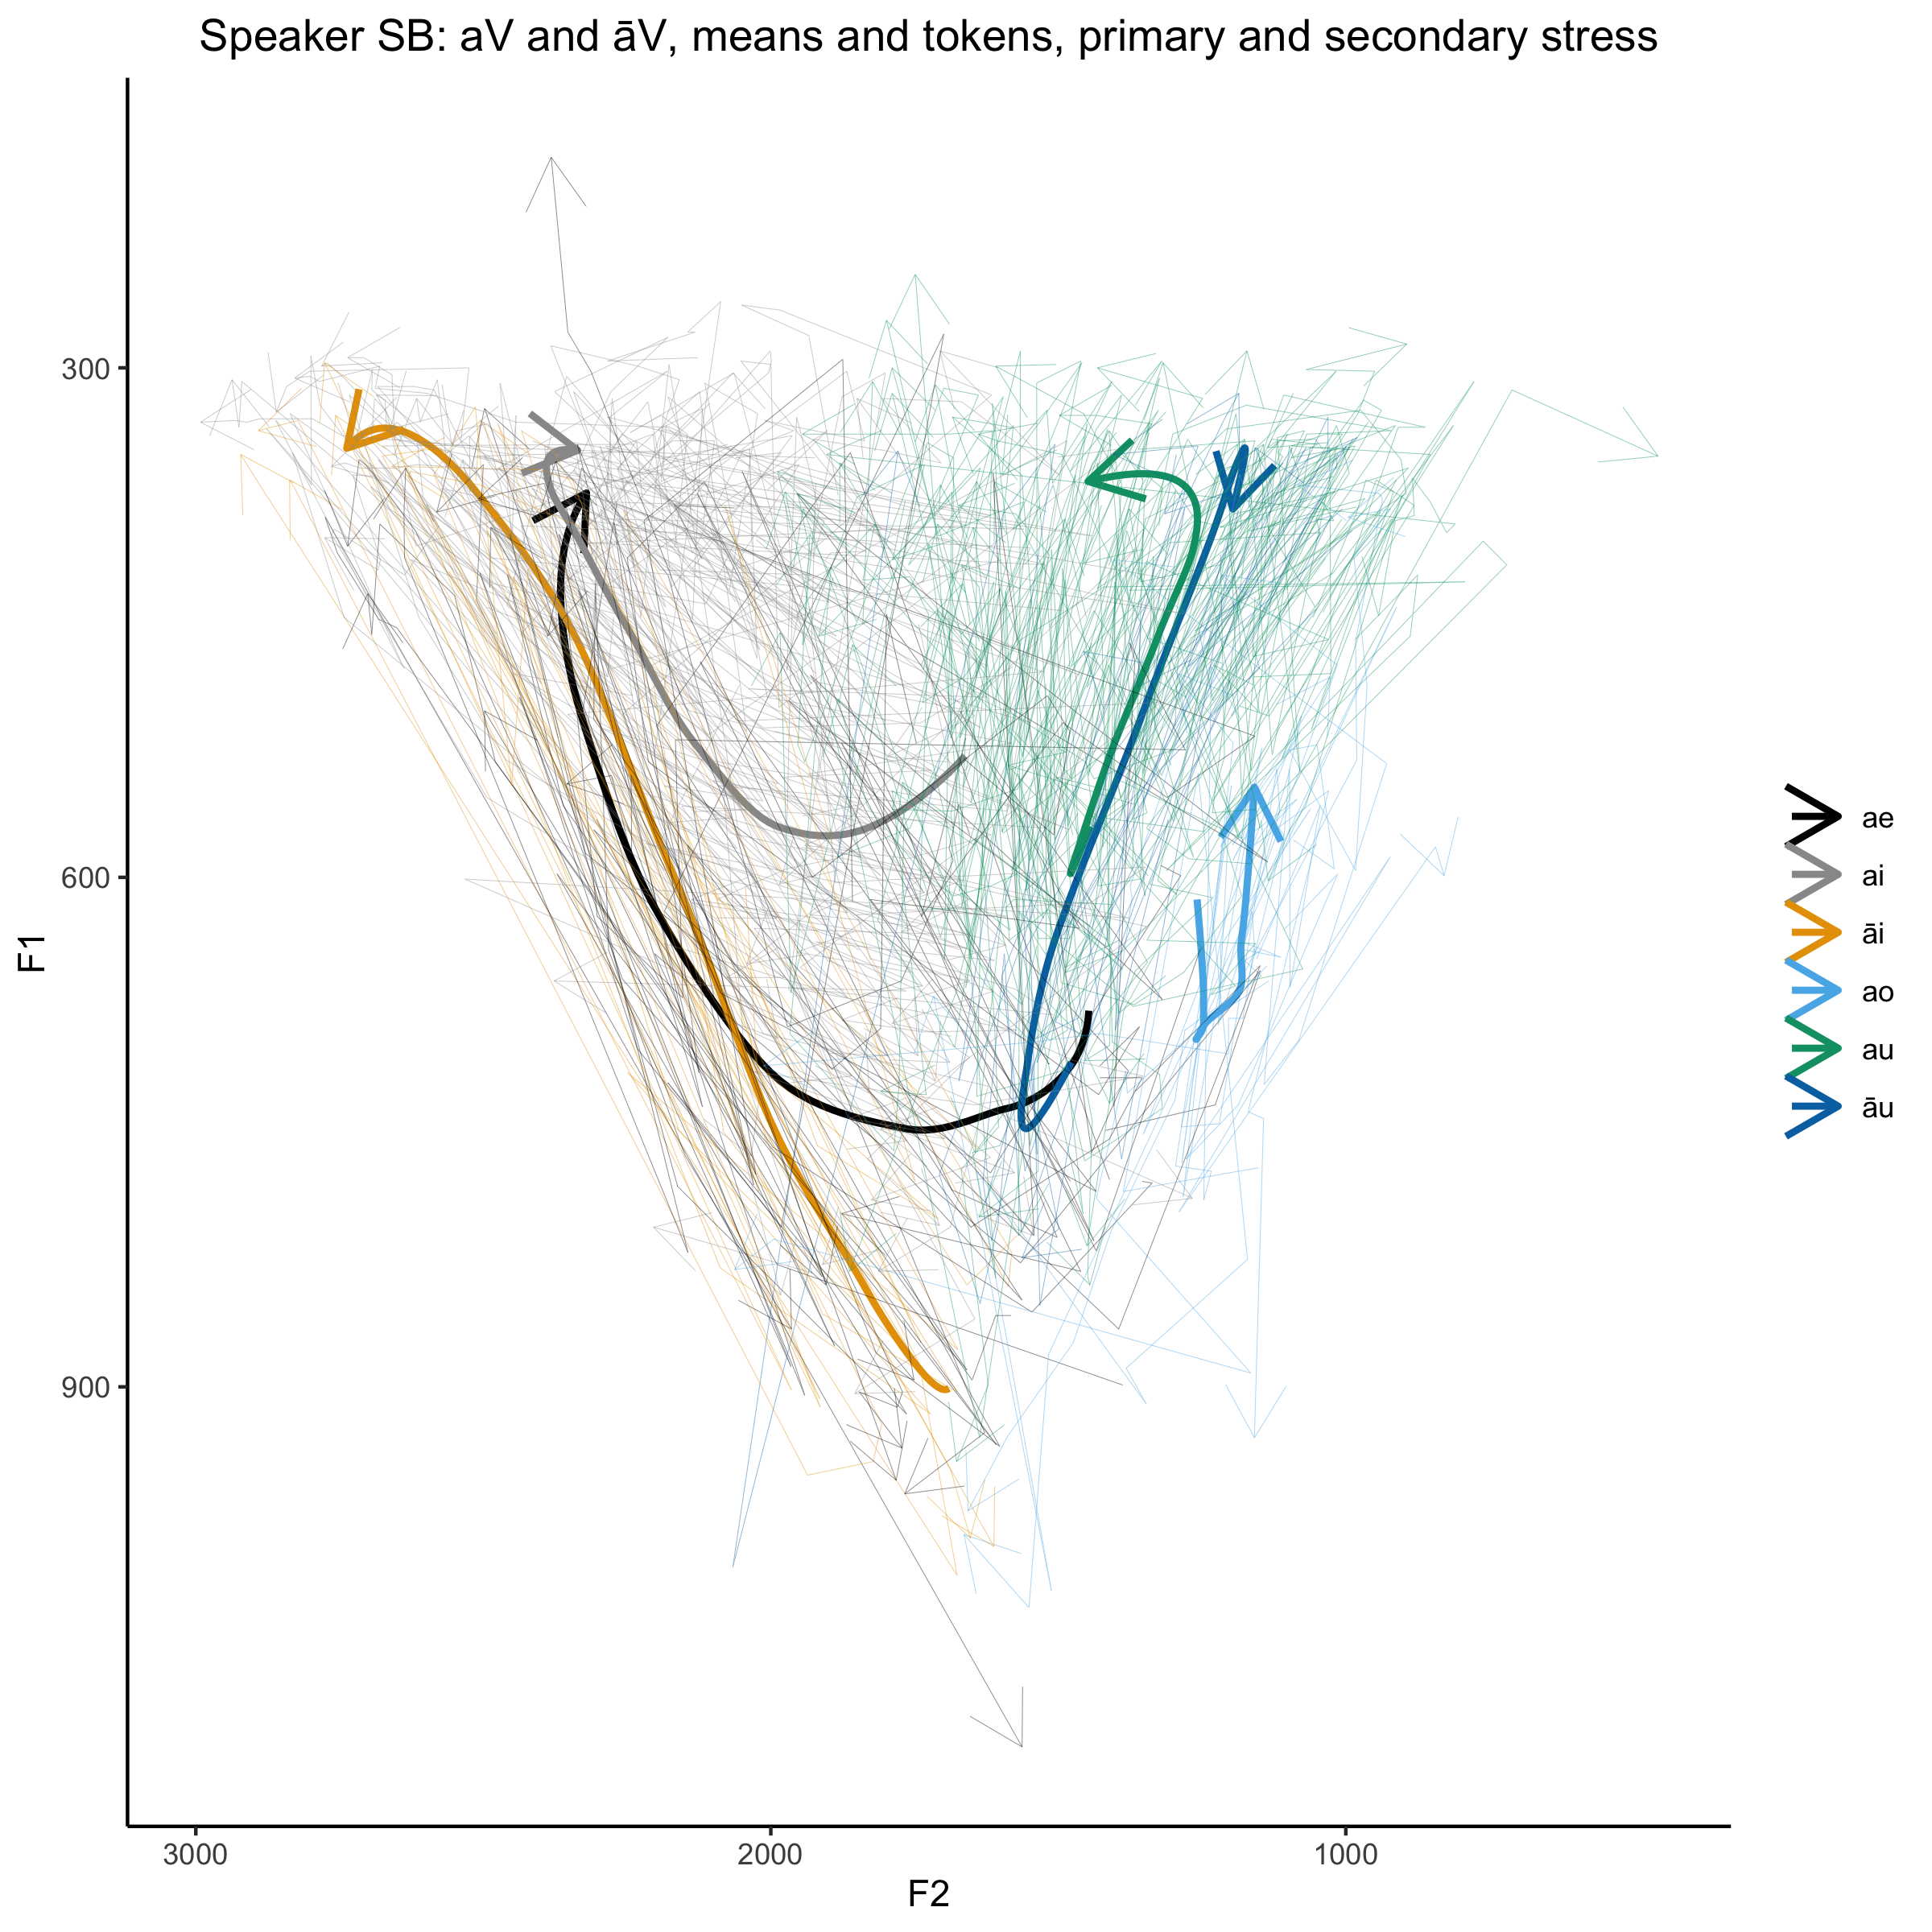 Speaker SB: aV and āV, means and tokens, primary and secondary stress
300
600
900
F1
3000
2000
1000
F2
ae
ai
āi
ao
au
āu